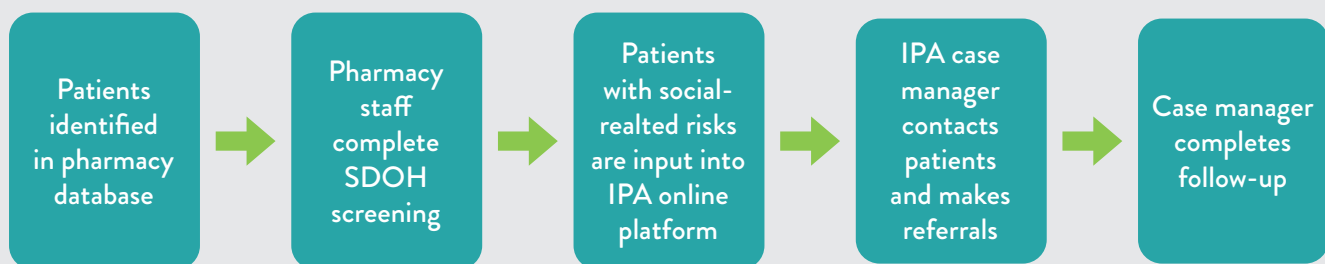 Patients
identified
in pharmacy
database
Pharmacy
staff
complete
SDOH
screening
Patients
with social-
realted risks
are input into
IPA online
platform
IPA case
manager
contacts
patients
and makes
referrals
Case manager
completes
follow-up